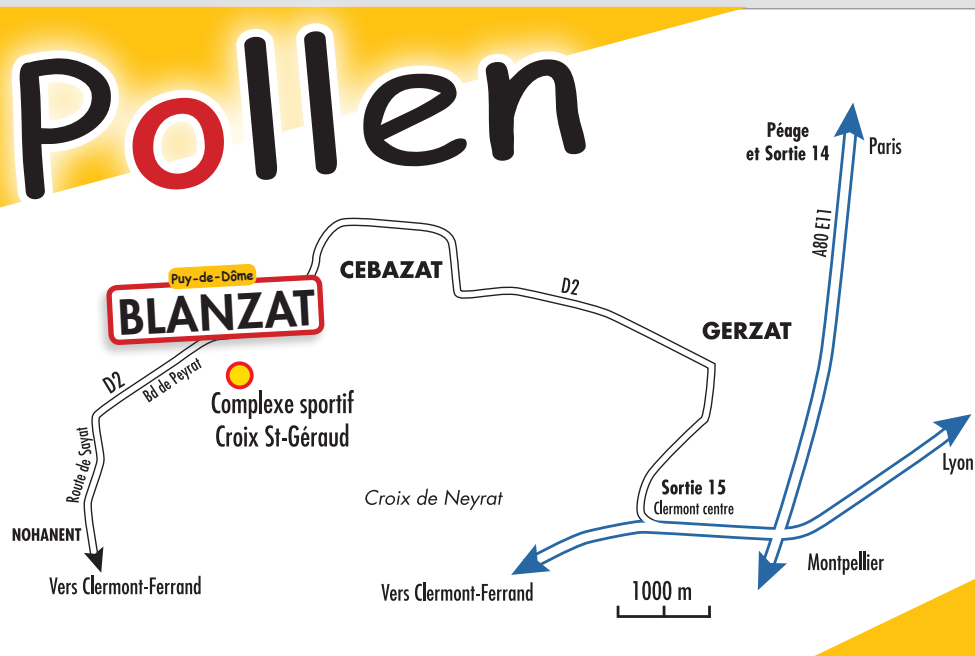 Pollen
Péage
et Sortie 14
Paris
A80 E11
CEBAZAT
Puy-de-Dôme
BLANZAT
D2
GERZAT
D2
Bd de Peyrat
Complexe sportif
Croix St-Géraud
Route de Sayat
Lyon
Croix de Neyrat
Sortie 15
Clermont centre
NOHANENT
Montpellier
Vers Clermont-Ferrand
Vers Clermont-Ferrand
1000 m